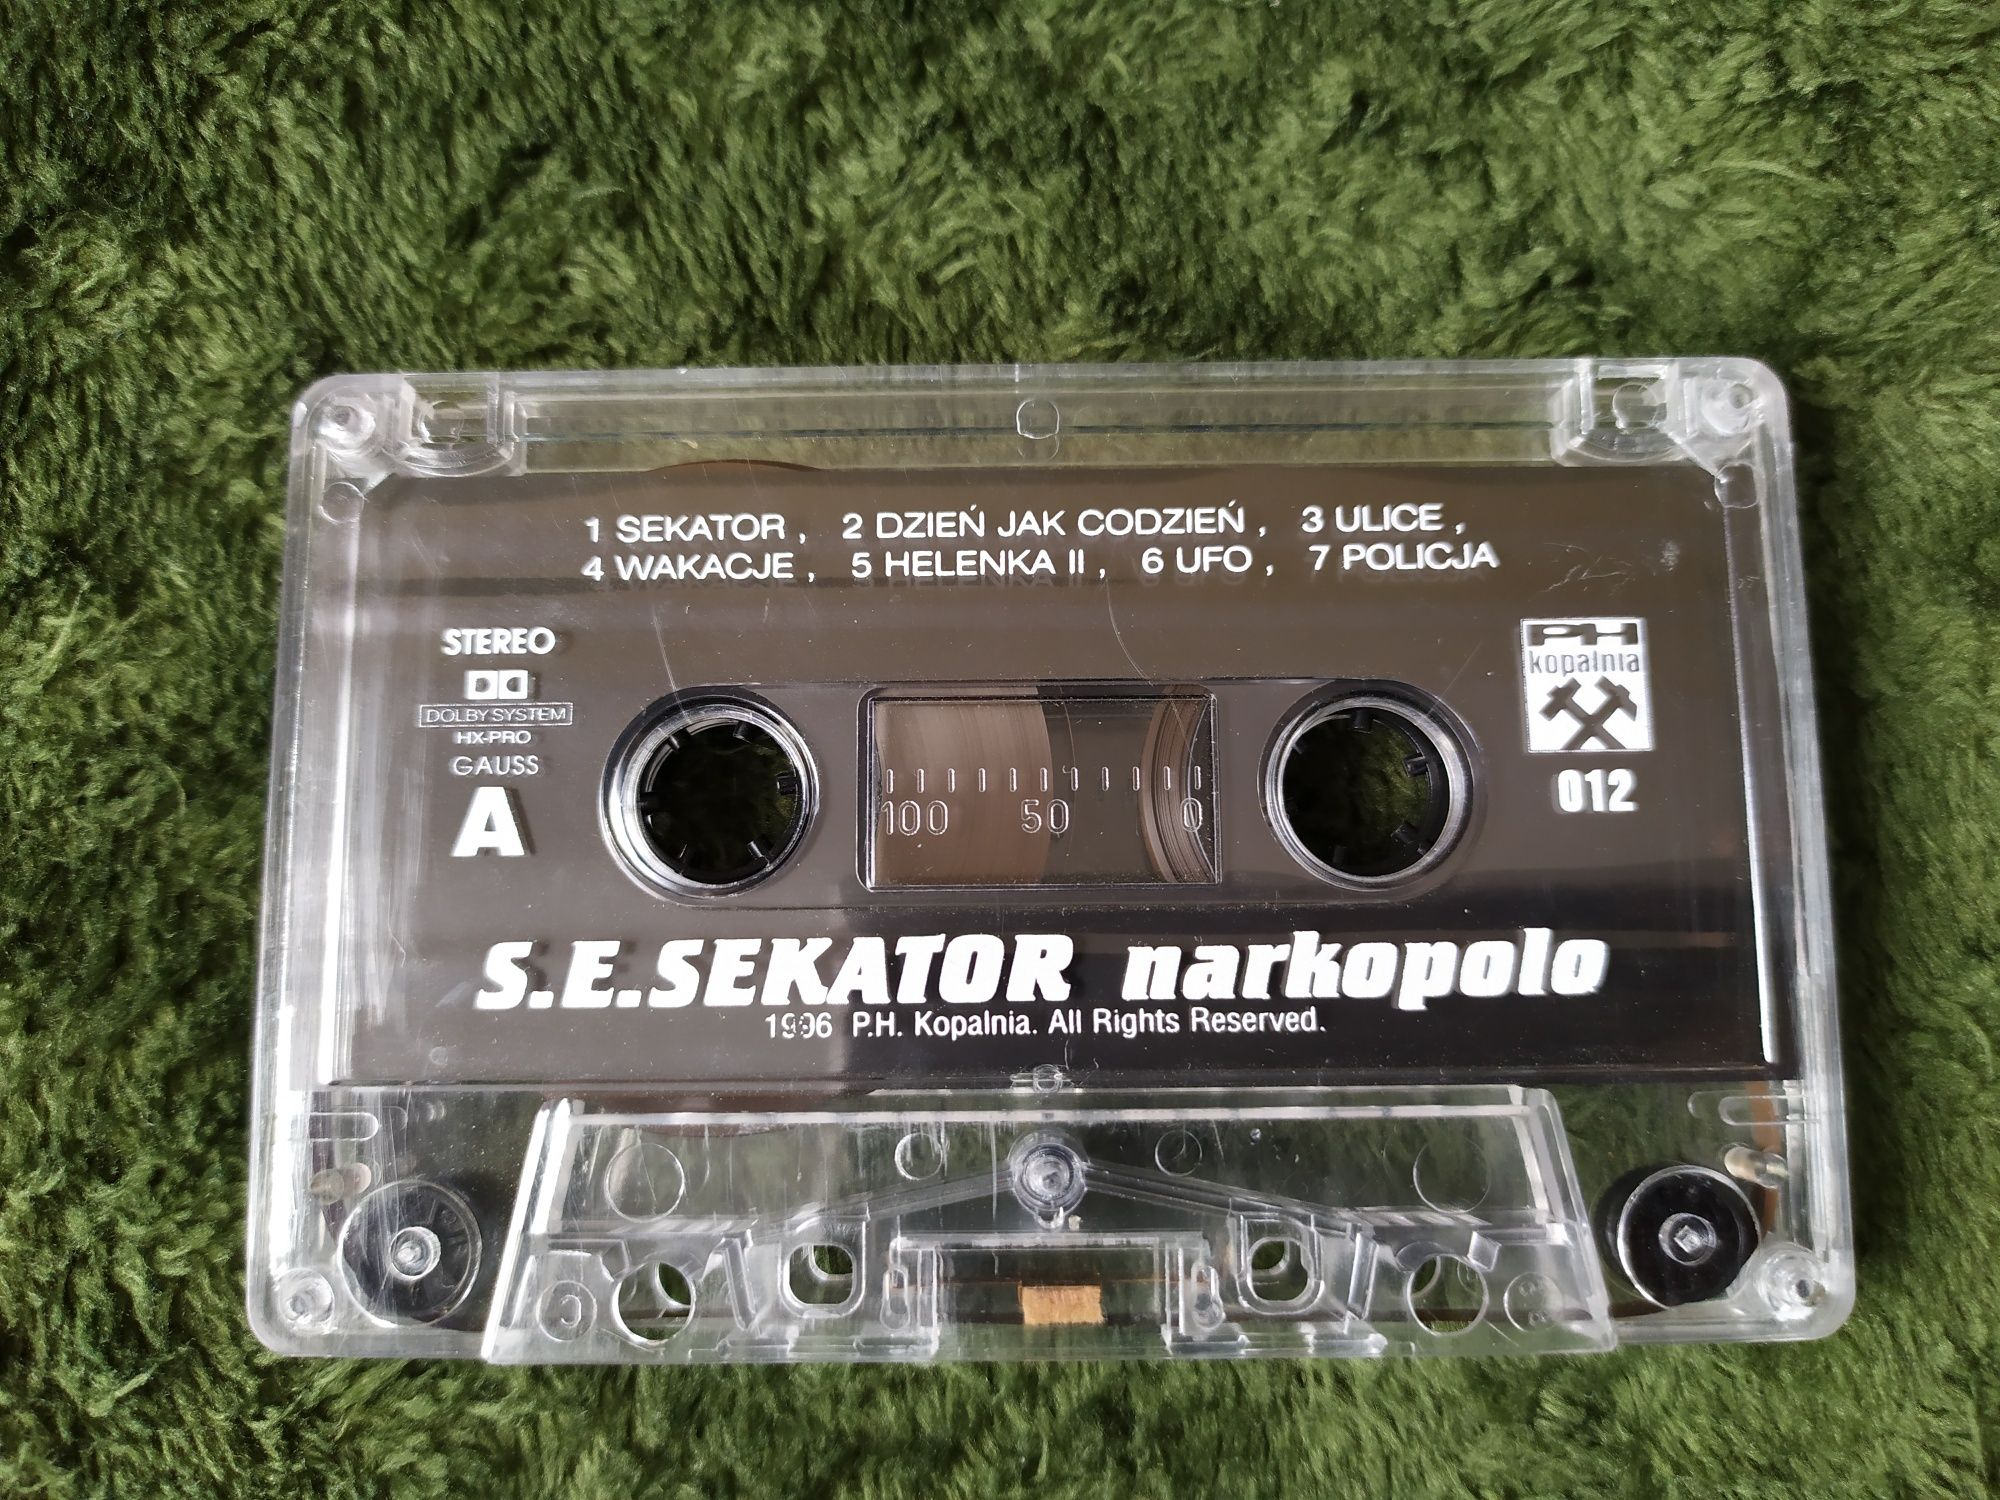 1 SEKATOR , 2 DZIEŃ JAK CODZIEŃ , 3 ULICE ,
4 WAKACJE , 5 HELENKA II , 6 UFO , 7 POLICJA
STEREO
DOLBY SYSTEM
HX-PRO
GAUSS
A
PH
kopalnia
012
100 50 0
S.E.SEKATOR narkopolo
1996 P.H. Kopalnia. All Rights Reserved.